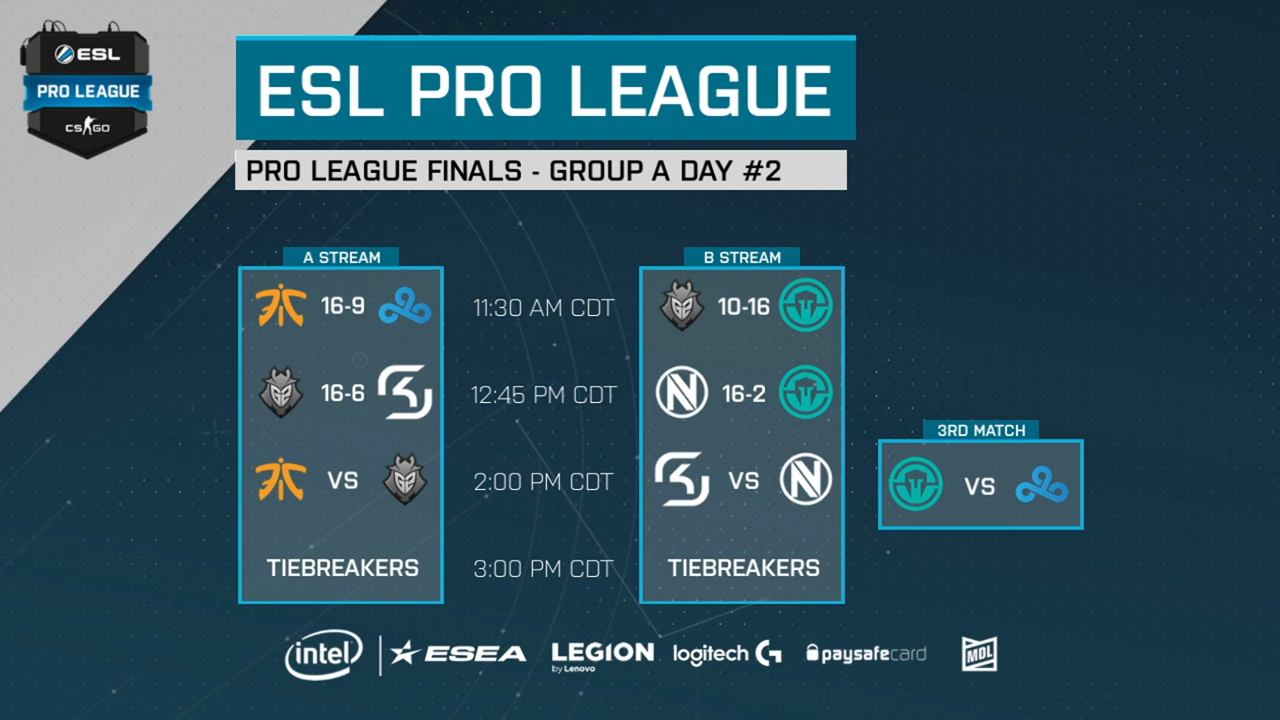 ESL
PRO LEAGUE
CS GO
ESL PRO LEAGUE
PRO LEAGUE FINALS - GROUP A DAY #2
A STREAM
B STREAM
16-9
11:30 AM CDT
10-16
16-6
12:45 PM CDT
16-2
3RD MATCH
VS
2:00 PM CDT
VS
VS
TIEBREAKERS
3:00 PM CDT
TIEBREAKERS
intel
ESEA
LEGION
by Lenovo
logitech G
paysafecard
MDL